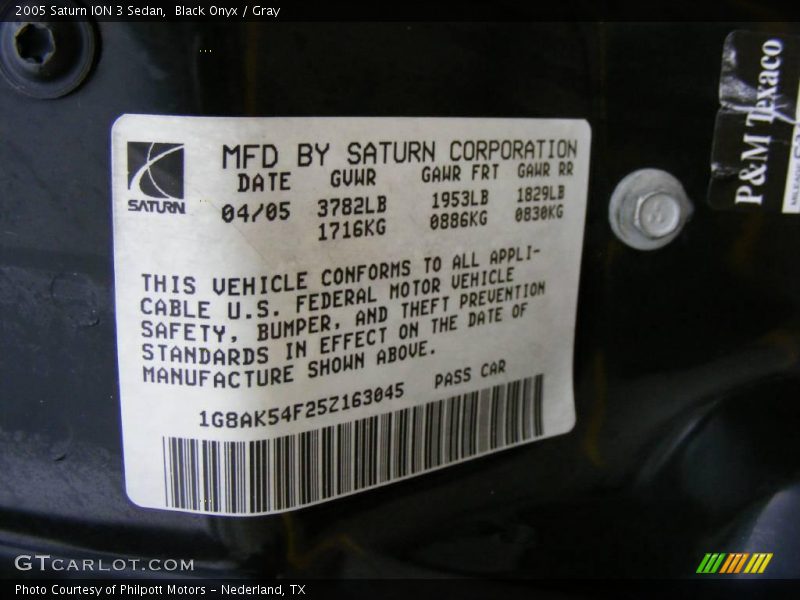 2005 Saturn ION 3 Sedan, Black Onyx / Gray
P&M Texaco
SATURN
MFD BY SATURN CORPORATION
DATE GVWR GAWR FRT GAWR RR
04/05 3782LB 1953LB 1829LB
1716KG 0886KG 0830KG
THIS VEHICLE CONFORMS TO ALL APPLI-
CABLE U.S. FEDERAL MOTOR VEHICLE
SAFETY, BUMPER, AND THEFT PREVENTION
STANDARDS IN EFFECT ON THE DATE OF
MANUFACTURE SHOWN ABOVE.
1G8AK54F25Z163045 PASS CAR
GTCARLOT.COM
Photo Courtesy of Philpott Motors - Nederland, TX